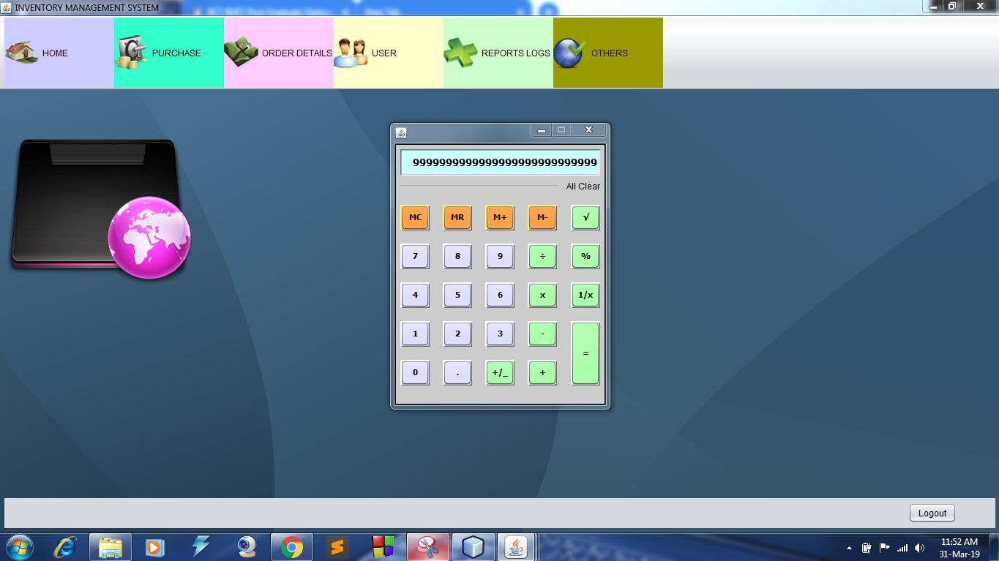 INVENTORY MANAGEMENT SYSTEM
HOME PURCHASE ORDER DETAILS USER REPORTS LOGS OTHERS
9999999999999999999999999999
All Clear
MC MR M+ M- √
7 8 9 ÷ %
4 5 6 x 1/x
1 2 3 -
=
0 . +/_ +
Logout
11:52 AM
31-Mar-19